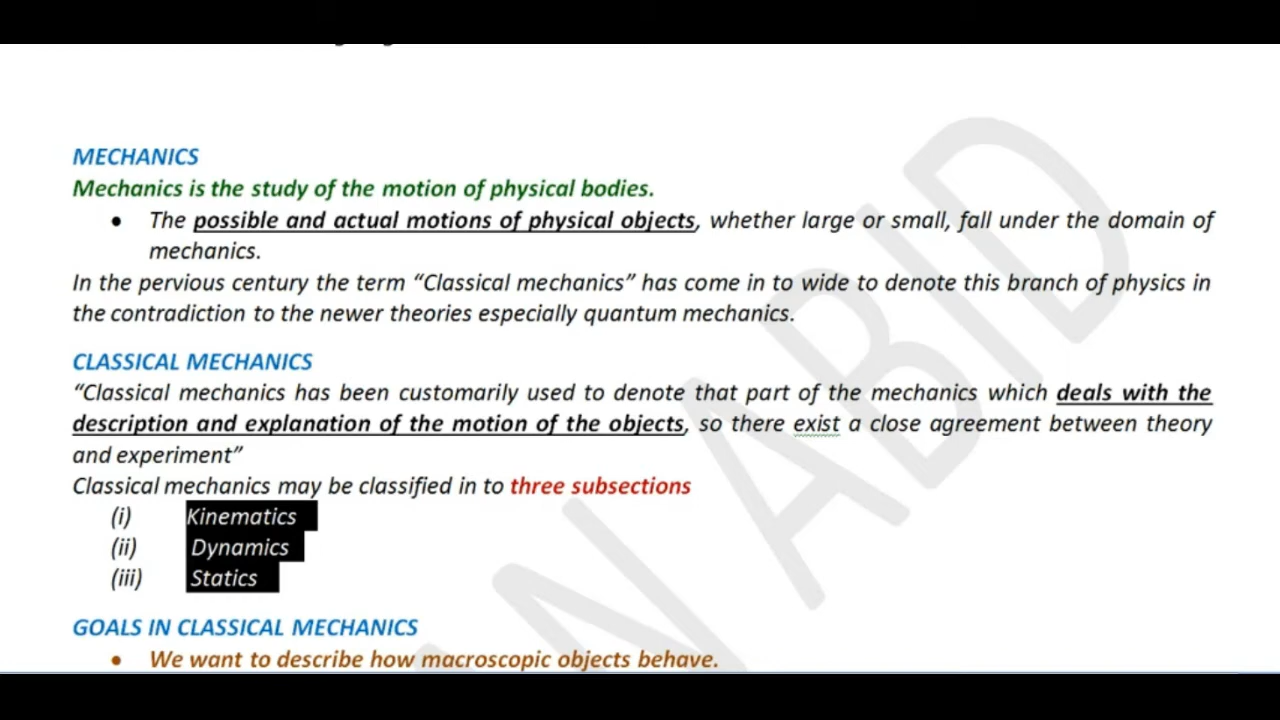 MECHANICS
Mechanics is the study of the motion of physical bodies.
• The possible and actual motions of physical objects, whether large or small, fall under the domain of
mechanics.
In the pervious century the term “Classical mechanics” has come in to wide to denote this branch of physics in
the contradiction to the newer theories especially quantum mechanics.
CLASSICAL MECHANICS
“Classical mechanics has been customarily used to denote that part of the mechanics which deals with the
description and explanation of the motion of the objects, so there exist a close agreement between theory
and experiment”
Classical mechanics may be classified in to three subsections
(i) Kinematics
(ii) Dynamics
(iii) Statics
GOALS IN CLASSICAL MECHANICS
• We want to describe how macroscopic objects behave.
ABID